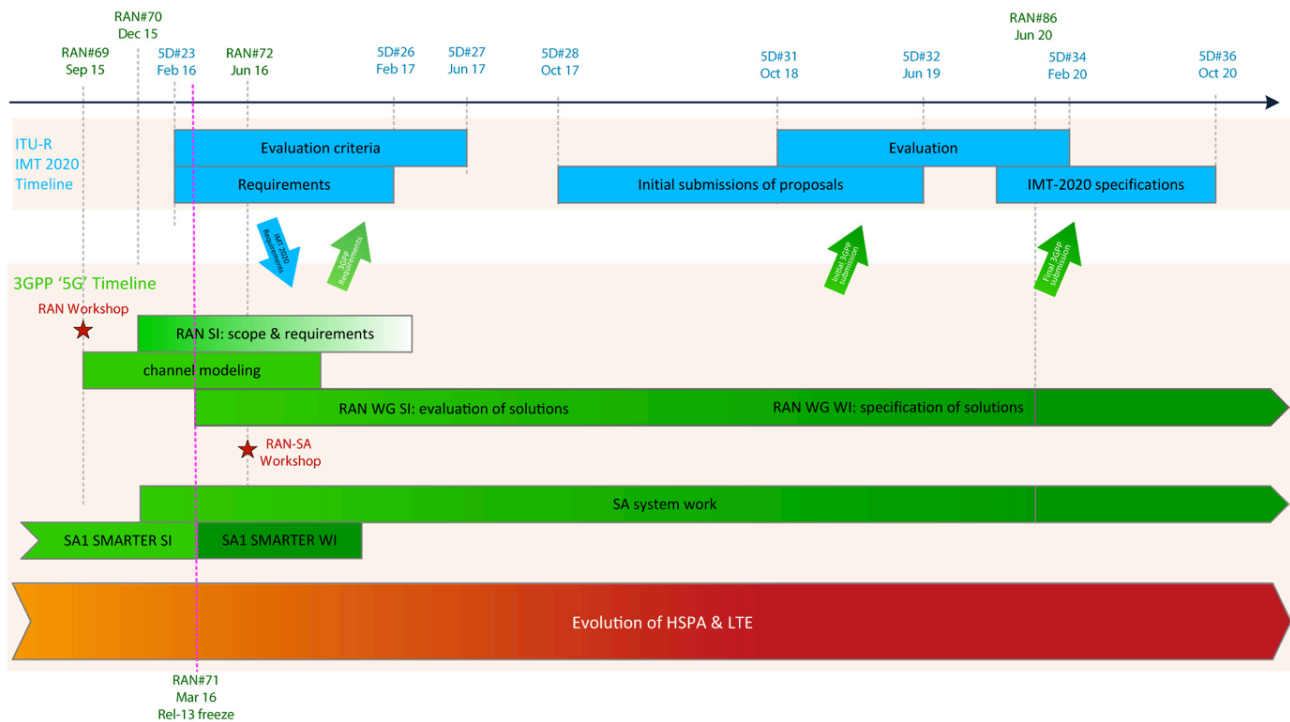 RAN#70
Dec 15
RAN#86
Jun 20
RAN#69
Sep 15
5D#23
Feb 16
RAN#72
Jun 16
5D#26
Feb 17
5D#27
Jun 17
5D#28
Oct 17
5D#31
Oct 18
5D#32
Jun 19
5D#34
Feb 20
5D#36
Oct 20
ITU-R
IMT 2020
Timeline
Evaluation criteria
Evaluation
Requirements
Initial submissions of proposals
IMT-2020 specifications
IMT 2020
Requirements
3GPP
Requirements
Initial 3GPP
submission
Final 3GPP
submission
3GPP ‘5G’ Timeline
RAN Workshop
RAN SI: scope & requirements
channel modeling
RAN WG SI: evaluation of solutions
RAN WG WI: specification of solutions
RAN-SA
Workshop
SA system work
SA1 SMARTER SI
SA1 SMARTER WI
Evolution of HSPA & LTE
RAN#71
Mar 16
Rel-13 freeze